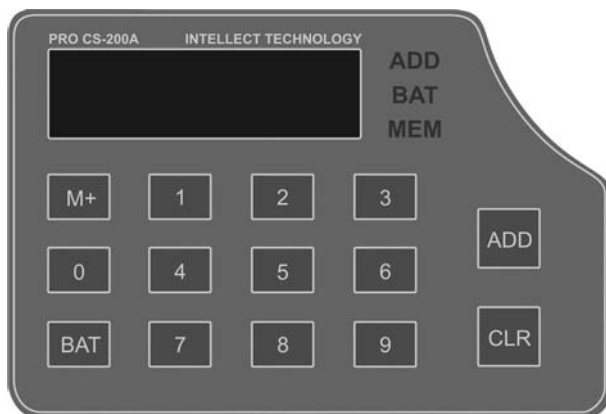 PRO CS-200A INTELLECT TECHNOLOGY
ADD
BAT
MEM
M+ 1 2 3
ADD
0 4 5 6
BAT 7 8 9
CLR